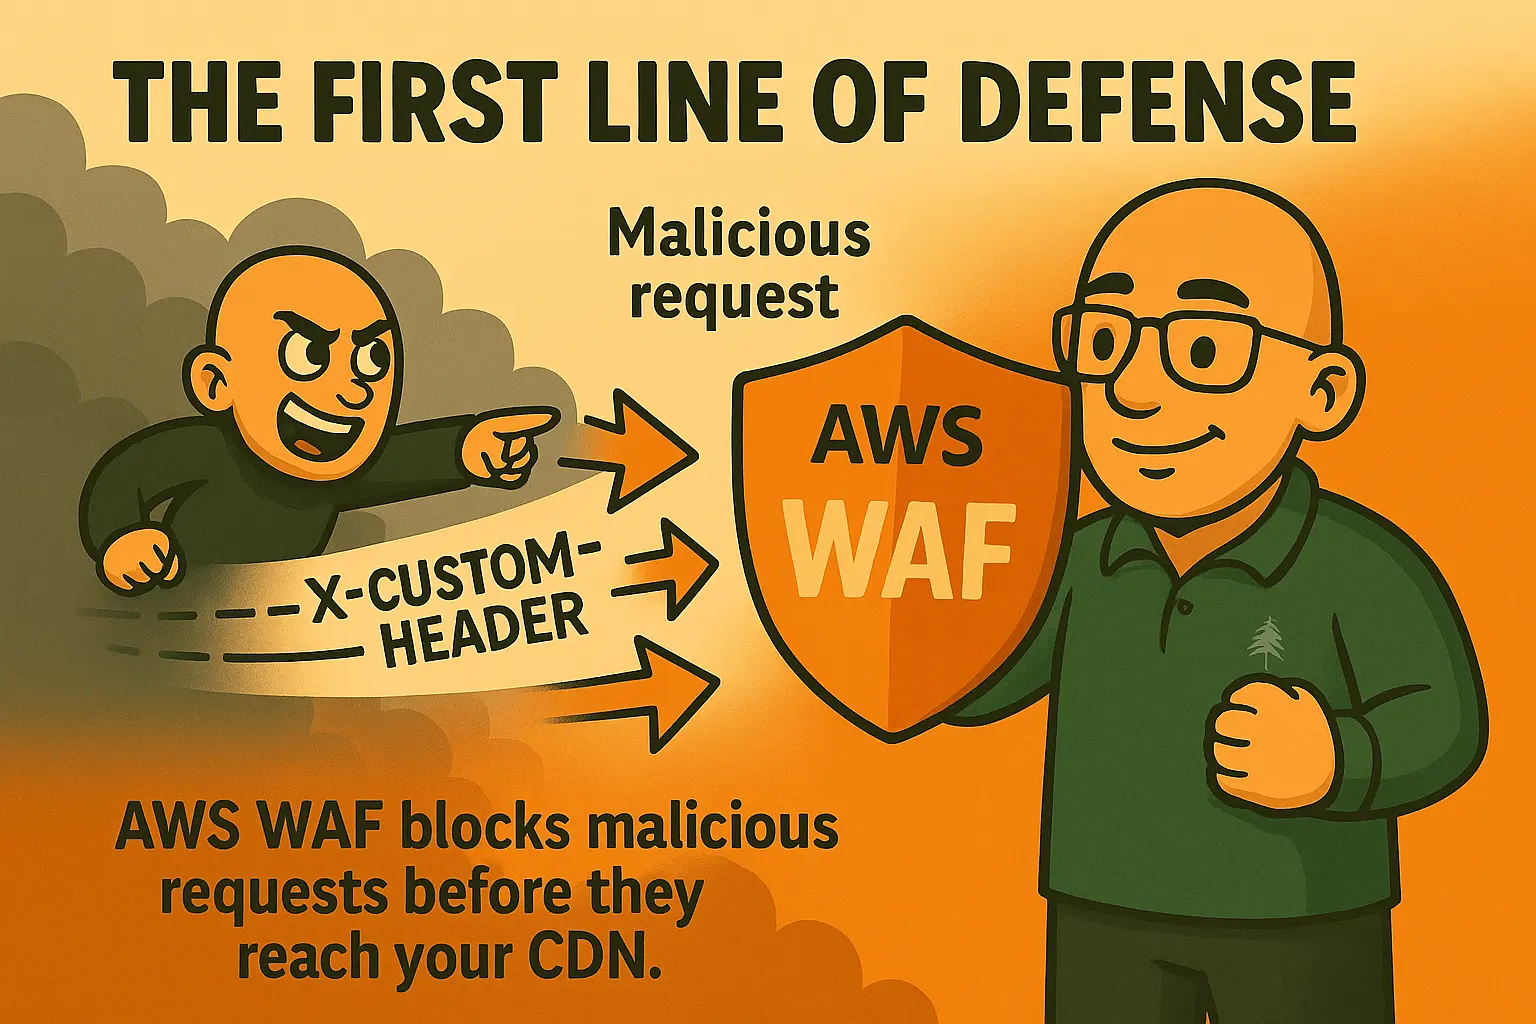 THE FIRST LINE OF DEFENSE
Malicious
request
AWS
WAF
X-CUSTOM-
HEADER
AWS WAF blocks malicious
requests before they
reach your CDN.